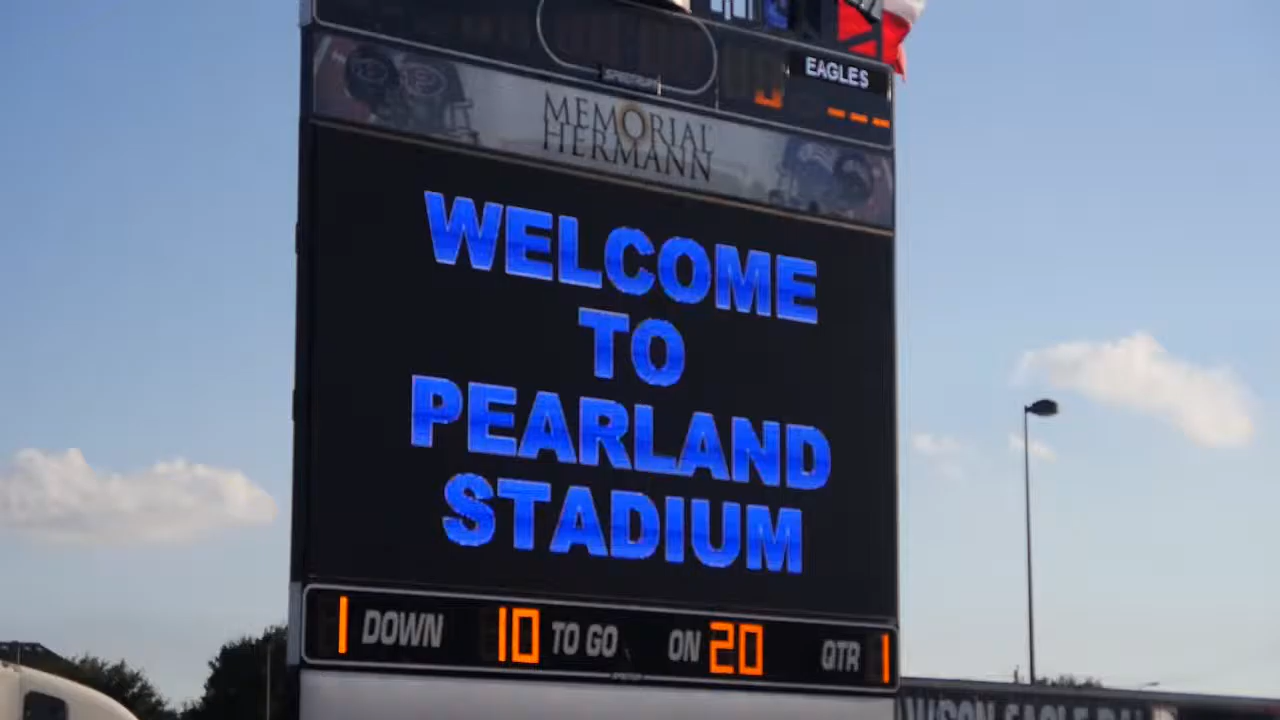 EAGLES
MEMORIAL
HERMANN
WELCOME
TO
PEARLAND
STADIUM
1 DOWN 10 TO GO ON 20 QTR 1